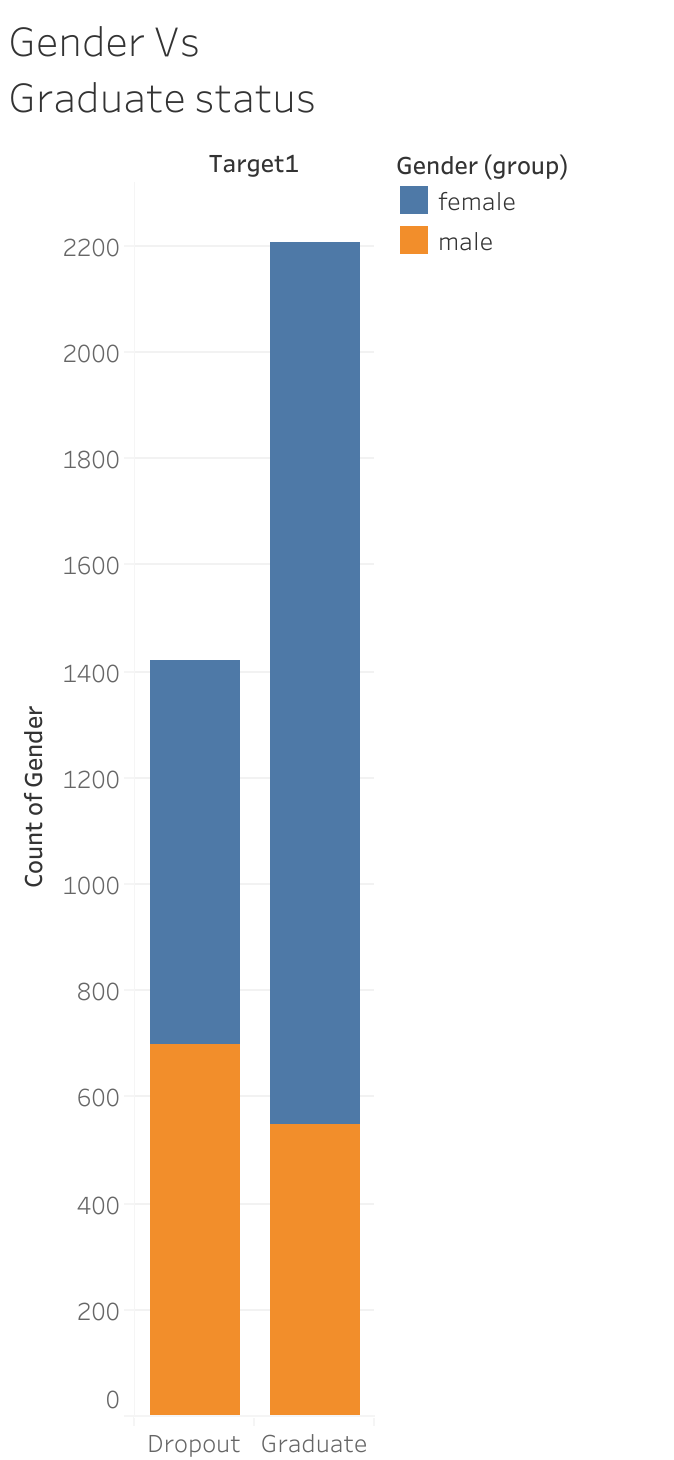 Gender Vs
Graduate status
Target1
Gender (group)
female
male
2200
2000
1800
1600
1400
1200
1000
800
600
400
200
0
Count of Gender
Dropout Graduate